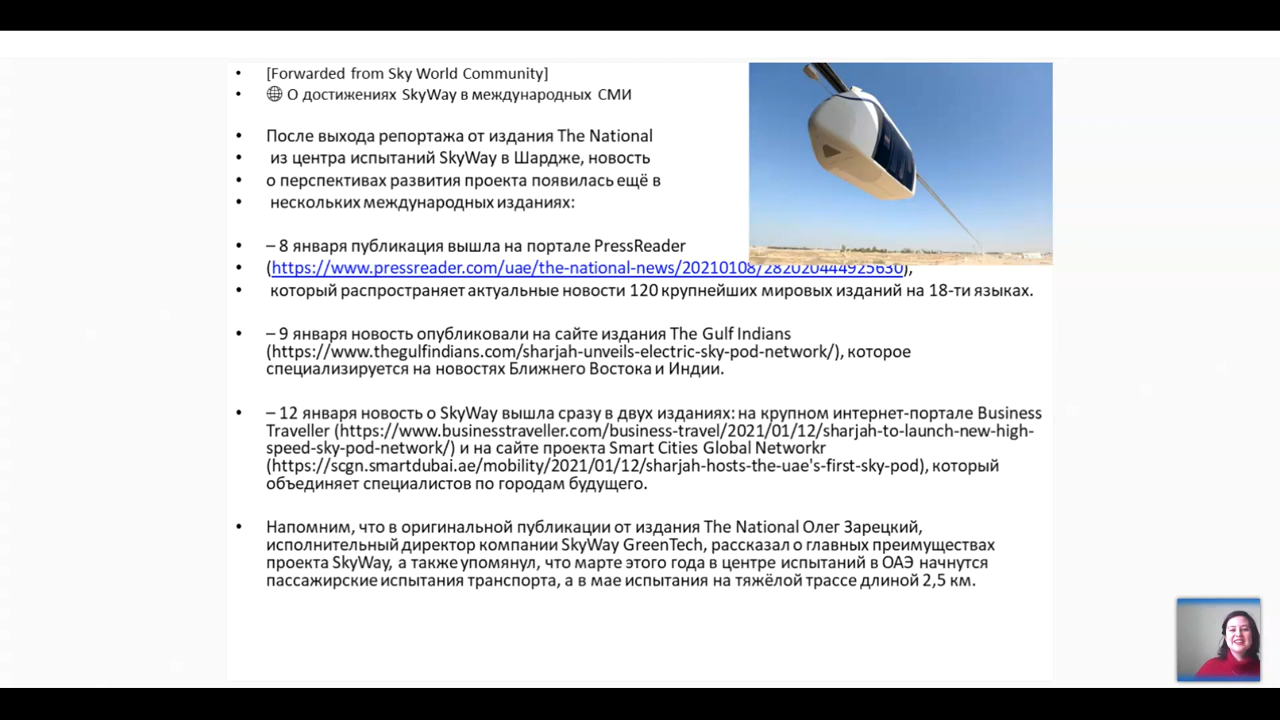 • [Forwarded from Sky World Community]
• 🌐 О достижениях SkyWay в международных СМИ
• После выхода репортажа от издания The National
• из центра испытаний SkyWay в Шардже, новость
• о перспективах развития проекта появилась ещё в
• нескольких международных изданиях:
• – 8 января публикация вышла на портале PressReader
• (https://www.pressreader.com/uae/the-national-news/20210108/282020444925630),
• который распространяет актуальные новости 120 крупнейших мировых изданий на 18-ти языках.
• – 9 января новость опубликовали на сайте издания The Gulf Indians
(https://www.thegulfindians.com/sharjah-unveils-electric-sky-pod-network/), которое
специализируется на новостях Ближнего Востока и Индии.
• – 12 января новость о SkyWay вышла сразу в двух изданиях: на крупном интернет-портале Business
Traveller (https://www.businesstraveller.com/business-travel/2021/01/12/sharjah-to-launch-new-high-
speed-sky-pod-network/) и на сайте проекта Smart Cities Global Networkr
(https://scgn.smartdubai.ae/mobility/2021/01/12/sharjah-hosts-the-uae's-first-sky-pod), который
объединяет специалистов по городам будущего.
• Напомним, что в оригинальной публикации от издания The National Олег Зарецкий,
исполнительный директор компании SkyWay GreenTech, рассказал о главных преимуществах
проекта SkyWay, а также упомянул, что марте этого года в центре испытаний в ОАЭ начнутся
пассажирские испытания транспорта, а в мае испытания на тяжёлой трассе длиной 2,5 км.